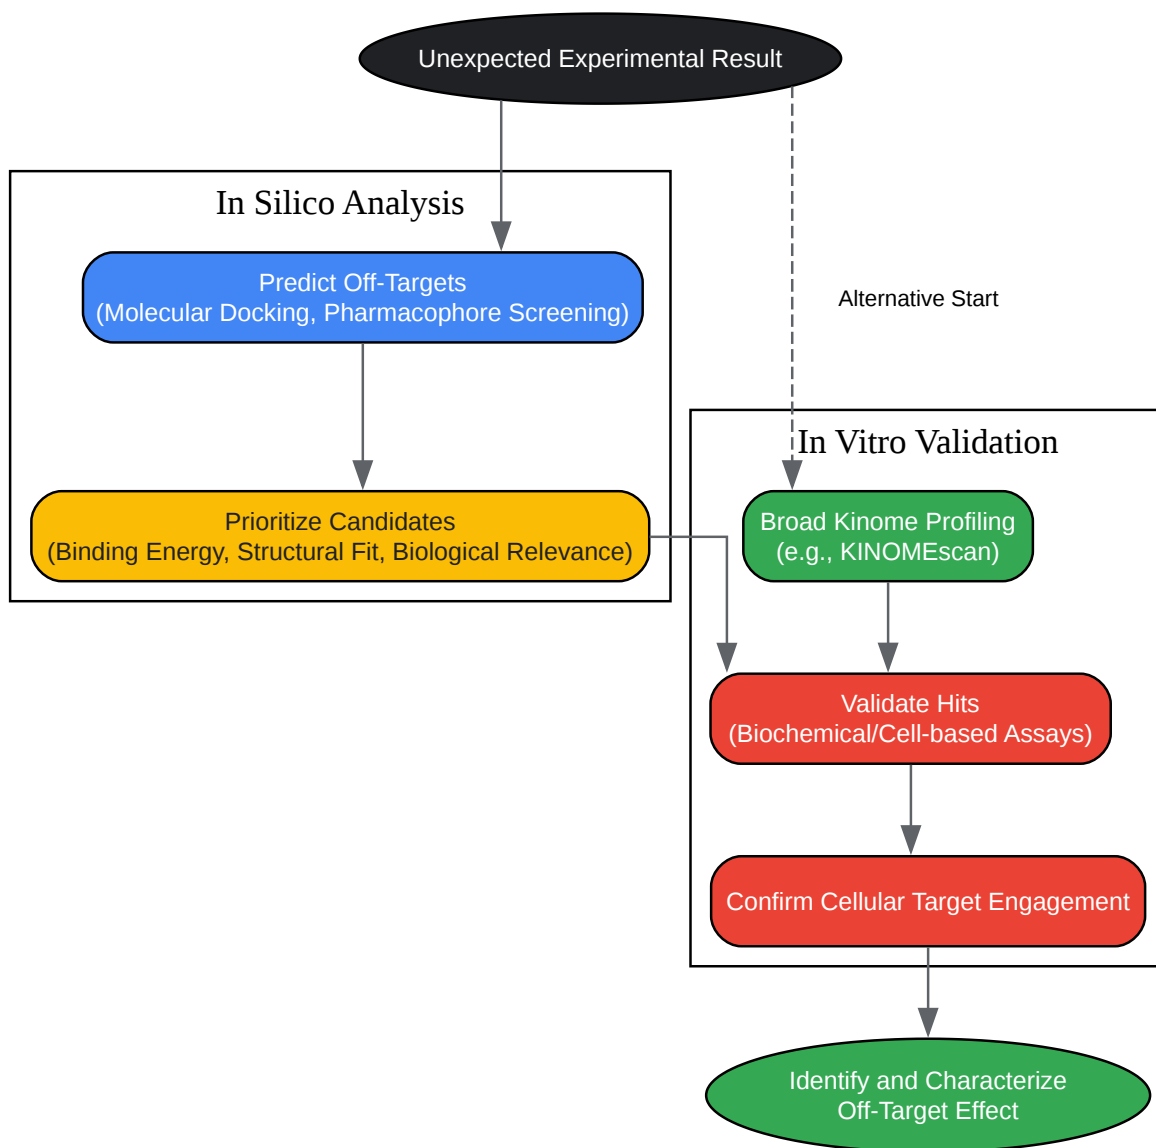 Unexpected Experimental Result
In Silico Analysis
Predict Off-Targets
(Molecular Docking, Pharmacophore Screening)
Alternative Start
In Vitro Validation
Prioritize Candidates
(Binding Energy, Structural Fit, Biological Relevance)
Broad Kinome Profiling
(e.g., KINOMEscan)
Validate Hits
(Biochemical/Cell-based Assays)
Confirm Cellular Target Engagement
Identify and Characterize
Off-Target Effect